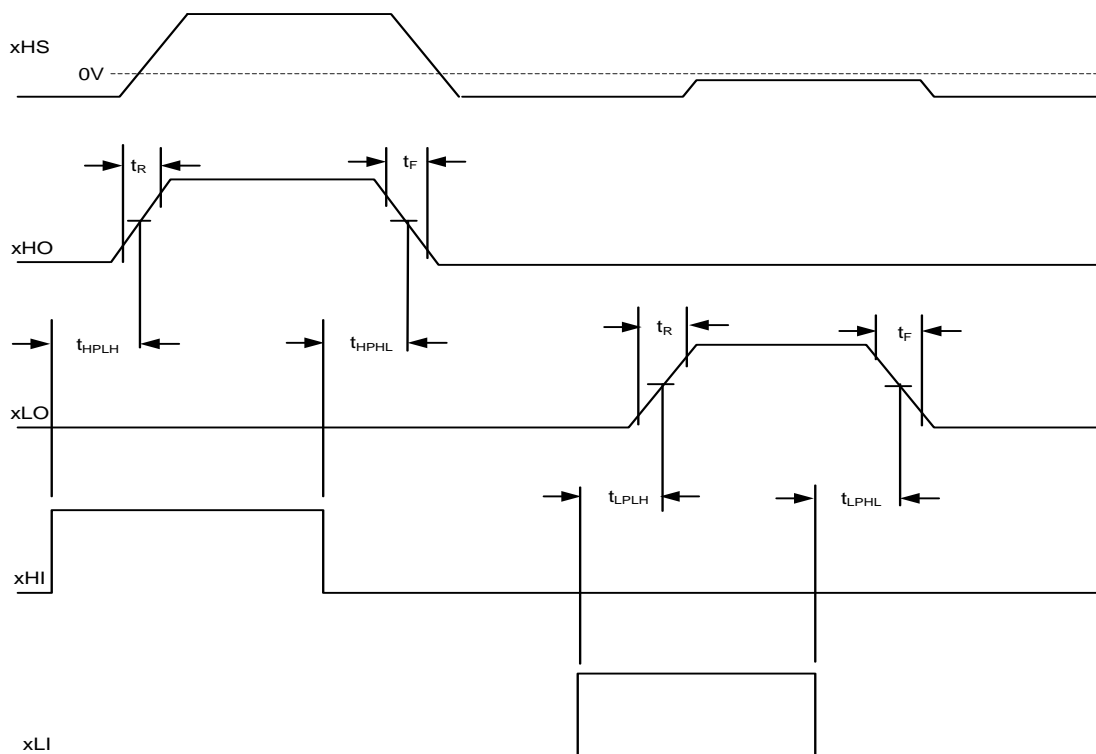 xHS
0V
tR
tF
xHO
tHPLH
tHPHL
tR
tF
xLO
tLPLH
tLPHL
xHI
xLI